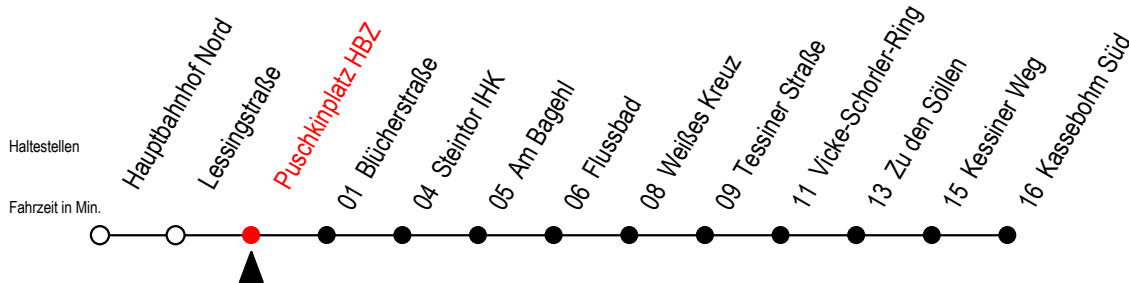 Haltestellen
Fahrzeit in Min.
Hauptbahnhof Nord
Lessingstraße
Puschkinplatz HBZ
01 Blücherstraße
04 Steintor IHK
05 Am Bagehl
06 Flussbad
08 Weißes Kreuz
09 Tessiner Straße
11 Vicke-Schorler-Ring
13 Zu den Söllen
15 Kessiner Weg
16 Kassebohm Süd